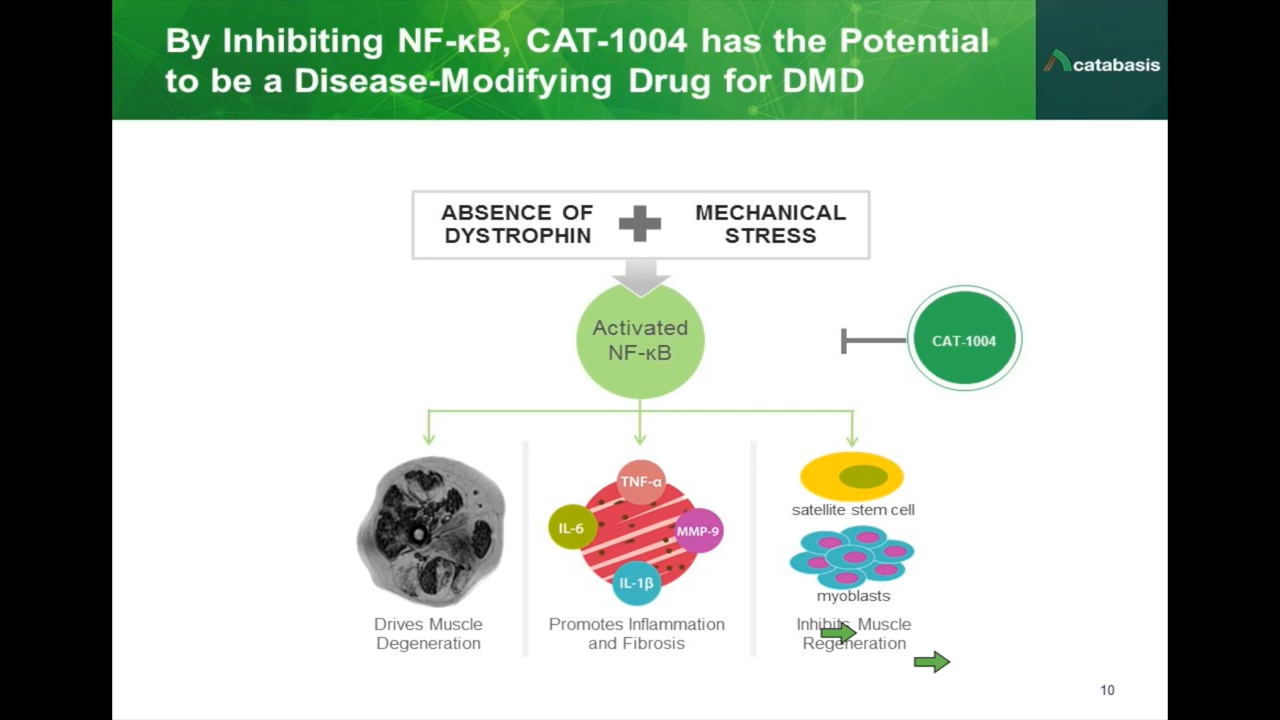 By Inhibiting NF-κB, CAT-1004 has the Potential
to be a Disease-Modifying Drug for DMD
catabasis
ABSENCE OF
DYSTROPHIN
MECHANICAL
STRESS
Activated
NF-κB
CAT-1004
TNF-α
IL-6
MMP-9
IL-1β
satellite stem cell
myoblasts
Drives Muscle
Degeneration
Promotes Inflammation
and Fibrosis
Inhibits Muscle
Regeneration
10